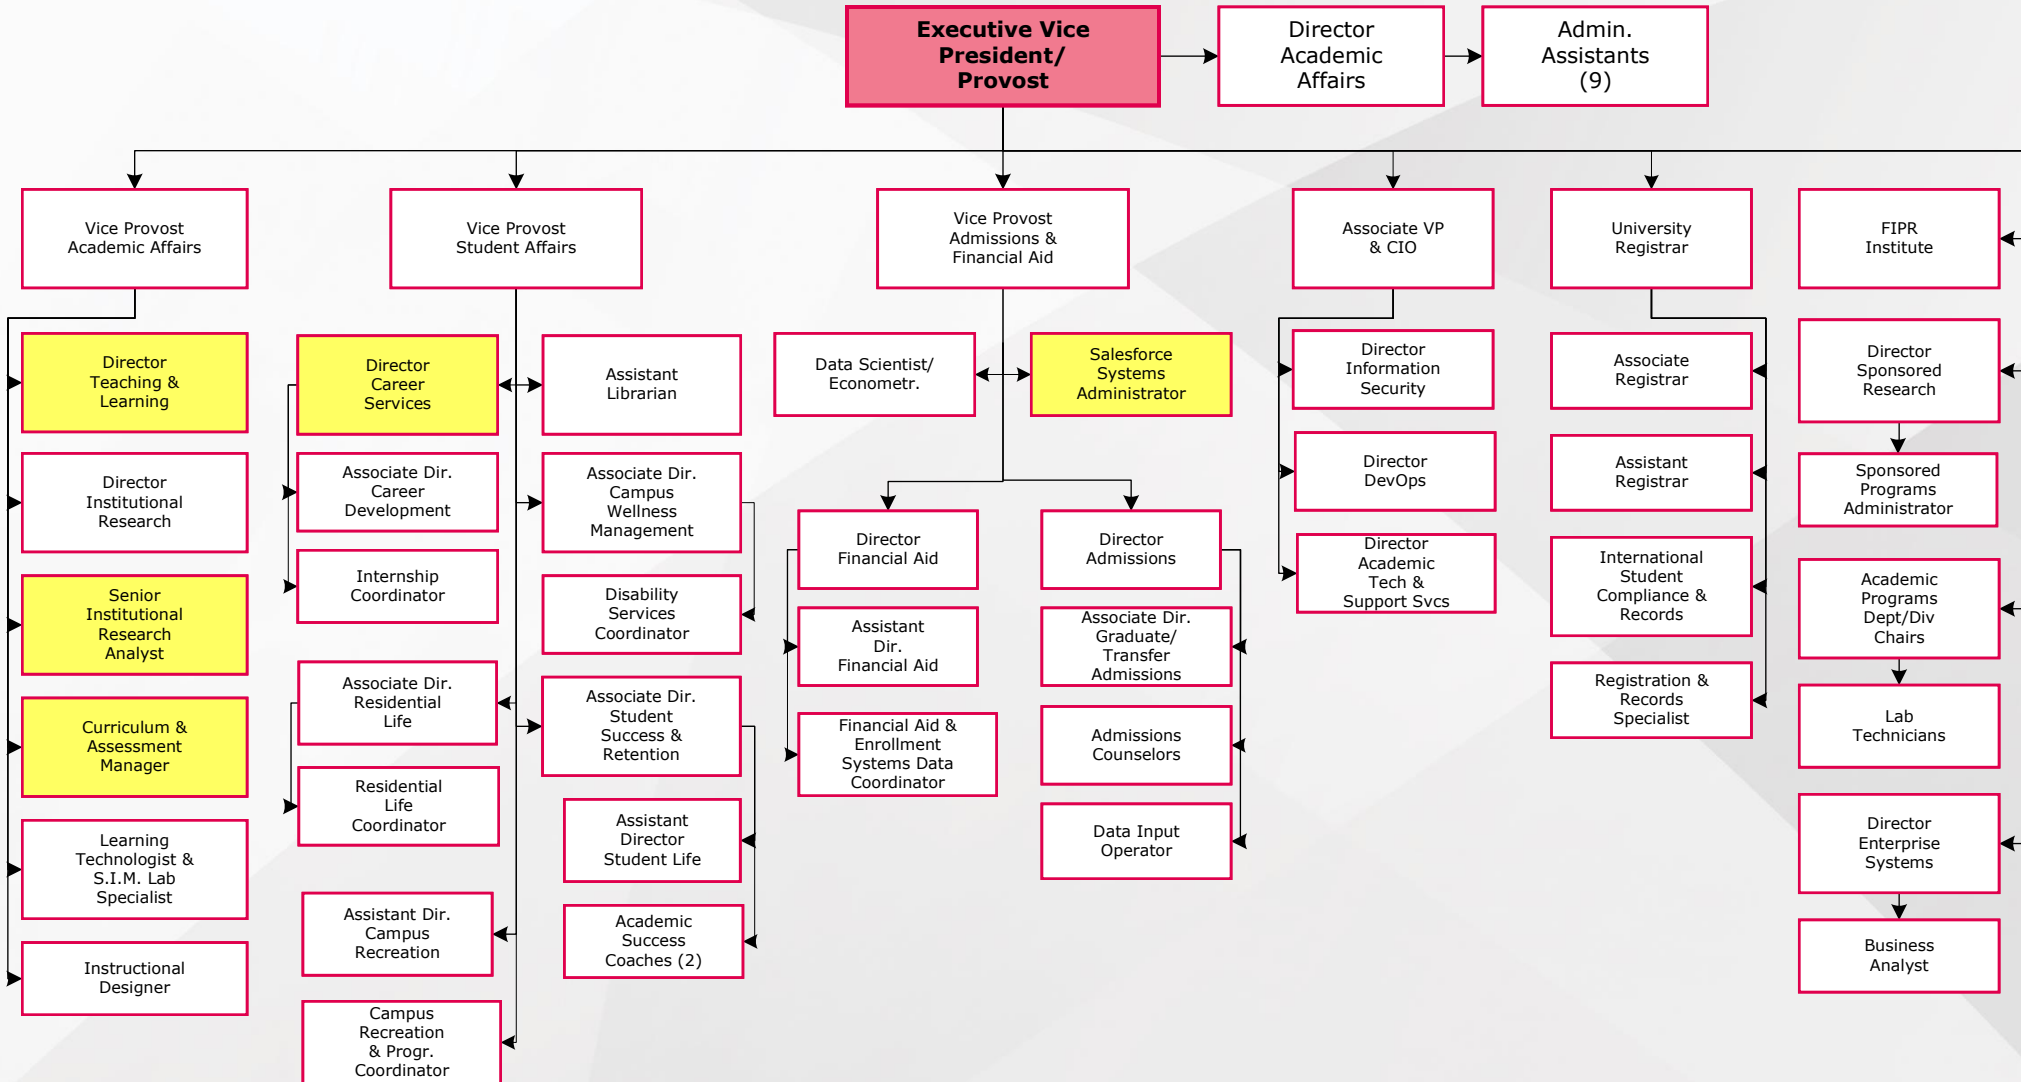 Executive Vice
President/
Provost
Director
Academic
Affairs
Admin.
Assistants
(9)
Vice Provost
Academic Affairs
Vice Provost
Student Affairs
Vice Provost
Admissions &
Financial Aid
Associate VP
& CIO
University
Registrar
FIPR
Institute
Director
Teaching &
Learning
Director
Institutional
Research
Senior
Institutional
Research
Analyst
Curriculum &
Assessment
Manager
Learning
Technologist &
S.I.M. Lab
Specialist
Instructional
Designer
Director
Career
Services
Associate Dir.
Career
Development
Internship
Coordinator
Associate Dir.
Residential
Life
Residential
Life
Coordinator
Assistant Dir.
Campus
Recreation
Campus
Recreation
& Progr.
Coordinator
Assistant
Librarian
Associate Dir.
Campus
Wellness
Management
Disability
Services
Coordinator
Associate Dir.
Student
Success &
Retention
Assistant
Director
Student Life
Academic
Success
Coaches (2)
Data Scientist/
Econometr.
Salesforce
Systems
Administrator
Director
Financial Aid
Assistant
Dir.
Financial Aid
Financial Aid &
Enrollment
Systems Data
Coordinator
Director
Admissions
Associate Dir.
Graduate/
Transfer
Admissions
Admissions
Counselors
Data Input
Operator
Director
Information
Security
Director
DevOps
Director
Academic
Tech &
Support Svcs
Associate
Registrar
Assistant
Registrar
International
Student
Compliance &
Records
Registration &
Records
Specialist
Director
Sponsored
Research
Sponsored
Programs
Administrator
Academic
Programs
Dept/Div
Chairs
Lab
Technicians
Director
Enterprise
Systems
Business
Analyst